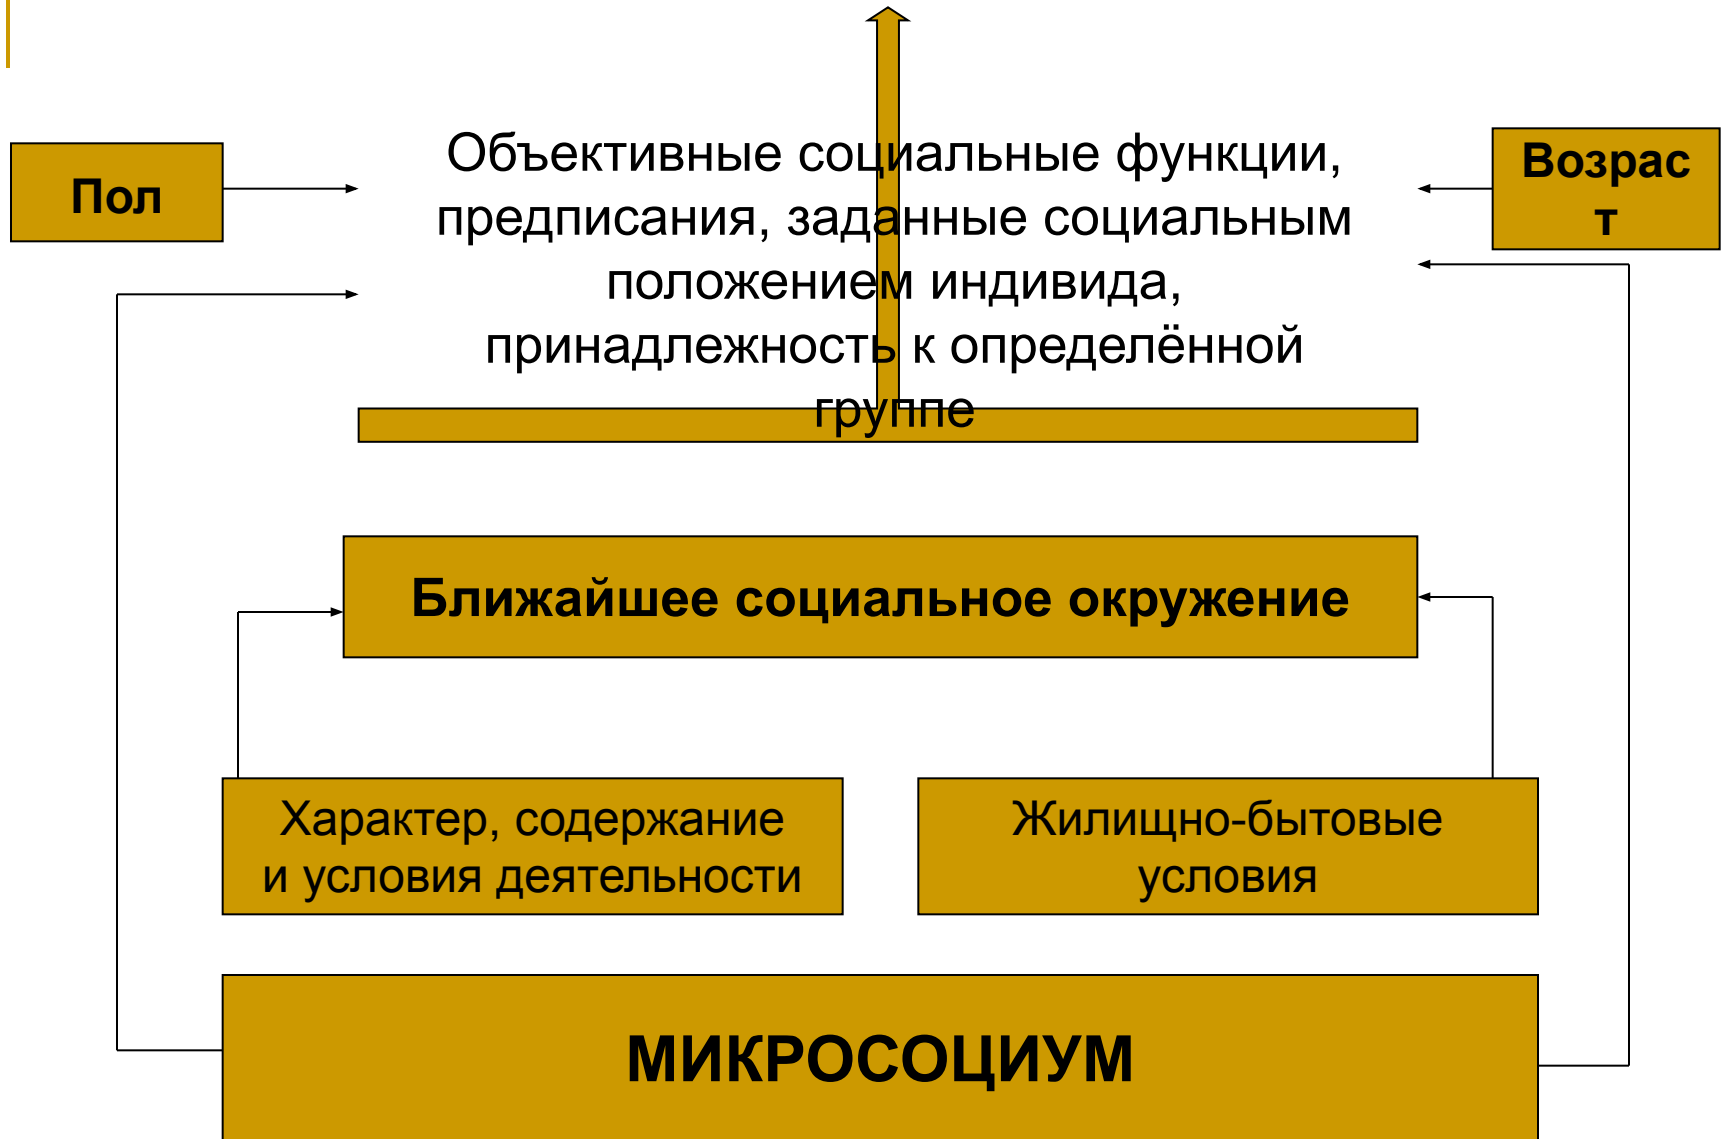 Пол
Объективные социальные функции,
предписания, заданные социальным
положением индивида,
принадлежность к определённой
группе
Возрас
т
Ближайшее социальное окружение
Характер, содержание
и условия деятельности
Жилищно-бытовые
условия
МИКРОСОЦИУМ